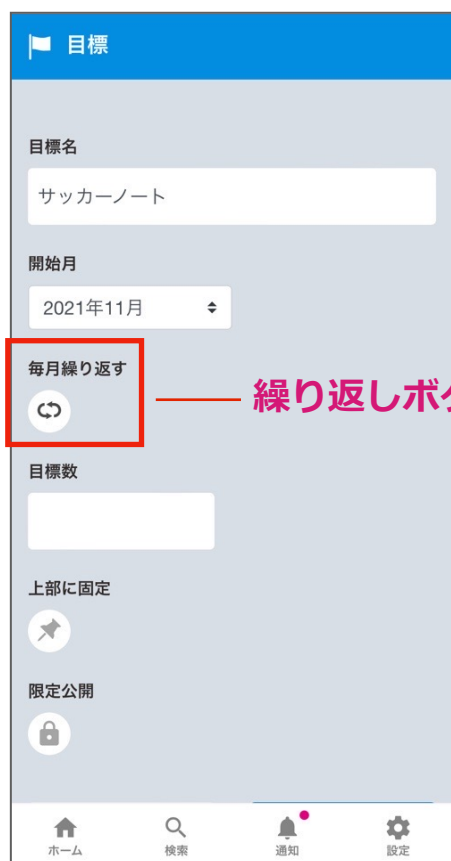 目標
目標名
サッカーノート
開始月
2021年11月
毎月繰り返す
繰り返しボ
目標数
上部に固定
限定公開
ホーム 検索 通知 設定